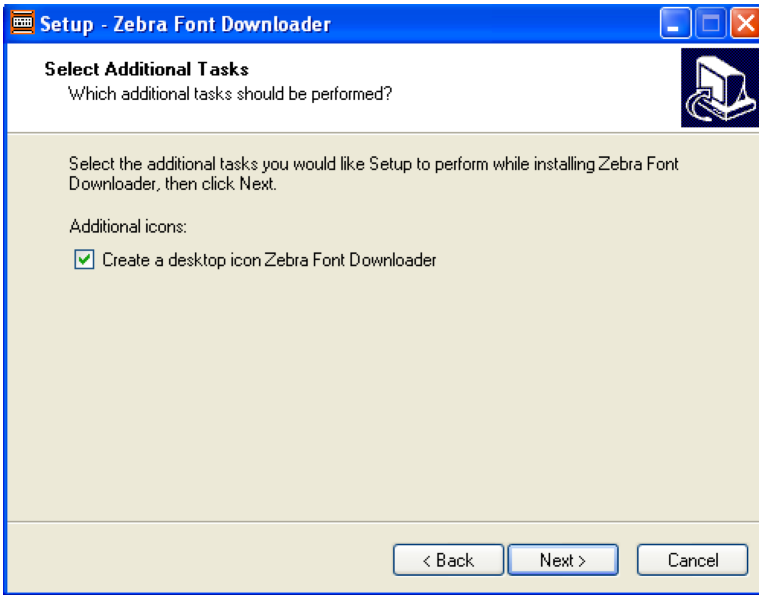 Setup - Zebra Font Downloader
Select Additional Tasks
Which additional tasks should be performed?
Select the additional tasks you would like Setup to perform while installing Zebra Font
Downloader, then click Next.
Additional icons:
Create a desktop icon Zebra Font Downloader
< Back
Next >
Cancel